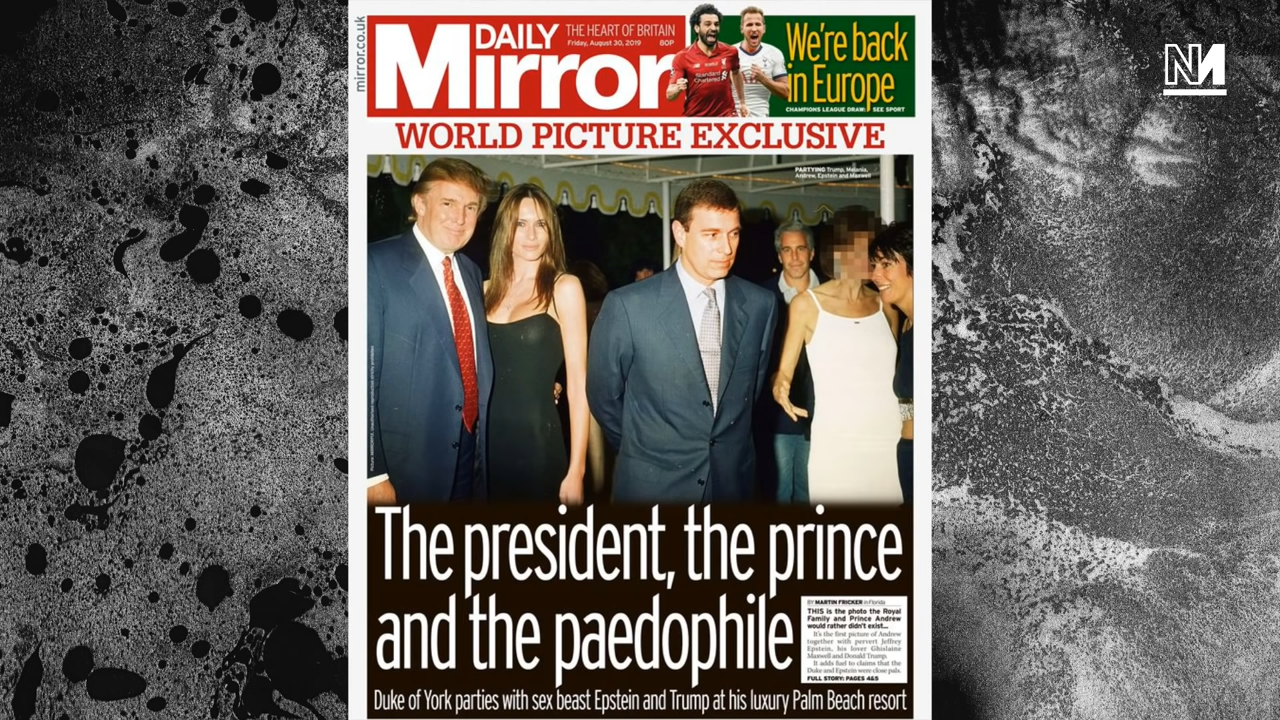 mirror.co.uk
DAILY
Mirror
THE HEART OF BRITAIN
Friday, August 30, 2019 80P
We're back
in Europe
CHAMPIONS LEAGUE DRAW: SEE SPORT
NM
WORLD PICTURE EXCLUSIVE
PARTYING Trump, Melania,
Andrew, Epstein and Maxwell
Standard
Chartered
The president, the prince
and the paedophile
BY MARTIN FRICKER in Florida
THIS is the photo the Royal
Family and Prince Andrew
would rather didn't exist...
It's the first picture of Andrew
together with pervert Jeffrey
Epstein, his lover Ghislaine
Maxwell and Donald Trump.
It adds fuel to claims that the
Duke and Epstein were close pals.
FULL STORY: PAGES 4&5
Duke of York parties with sex beast Epstein and Trump at his luxury Palm Beach resort